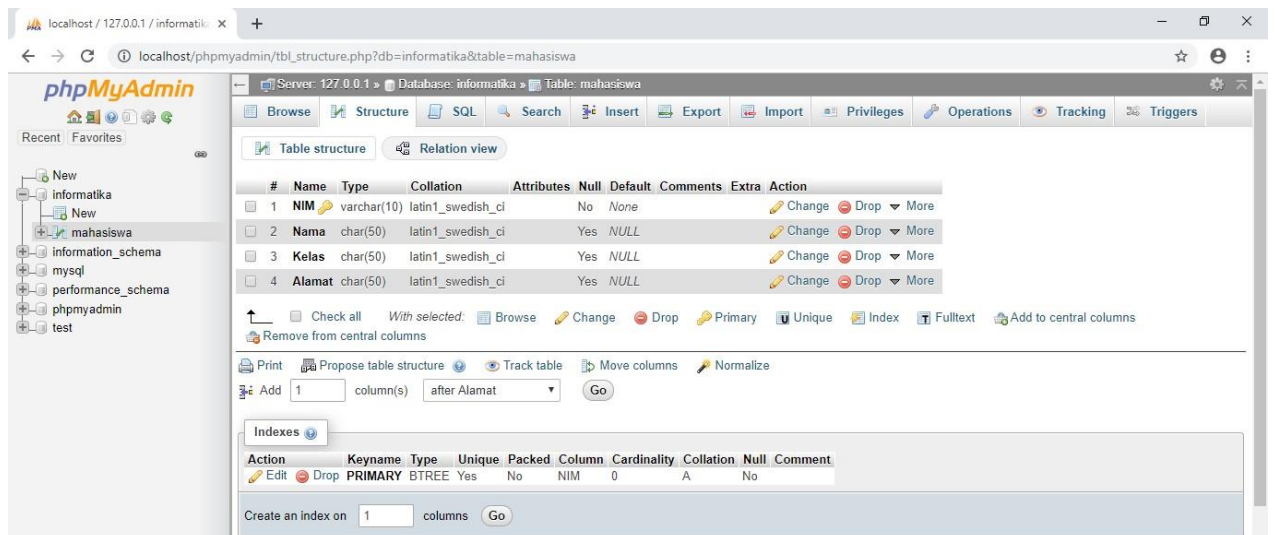 localhost / 127.0.0.1 / informatik
localhost/phpmyadmin/tbl_structure.php?db=informatika&table=mahasiswa
phpMyAdmin
Recent Favorites
New
informatika
New
mahasiswa
information_schema
mysql
performance_schema
phpmyadmin
test
Server: 127.0.0.1 » Database: informatika » Table: mahasiswa
Browse Structure SQL Search Insert Export Import Privileges Operations Tracking Triggers
Table structure Relation view
# Name Type Collation Attributes Null Default Comments Extra Action
1 NIM varchar(10) latin1_swedish_ci No None Change Drop More
2 Nama char(50) latin1_swedish_ci Yes NULL Change Drop More
3 Kelas char(50) latin1_swedish_ci Yes NULL Change Drop More
4 Alamat char(50) latin1_swedish_ci Yes NULL Change Drop More
Check all With selected: Browse Change Drop Primary Unique Index Fulltext Add to central columns
Remove from central columns
Print Propose table structure Track table Move columns Normalize
Add 1 column(s) after Alamat Go
Indexes
Action Keyname Type Unique Packed Column Cardinality Collation Null Comment
Edit Drop PRIMARY BTREE Yes No NIM 0 A No
Create an index on 1 columns Go